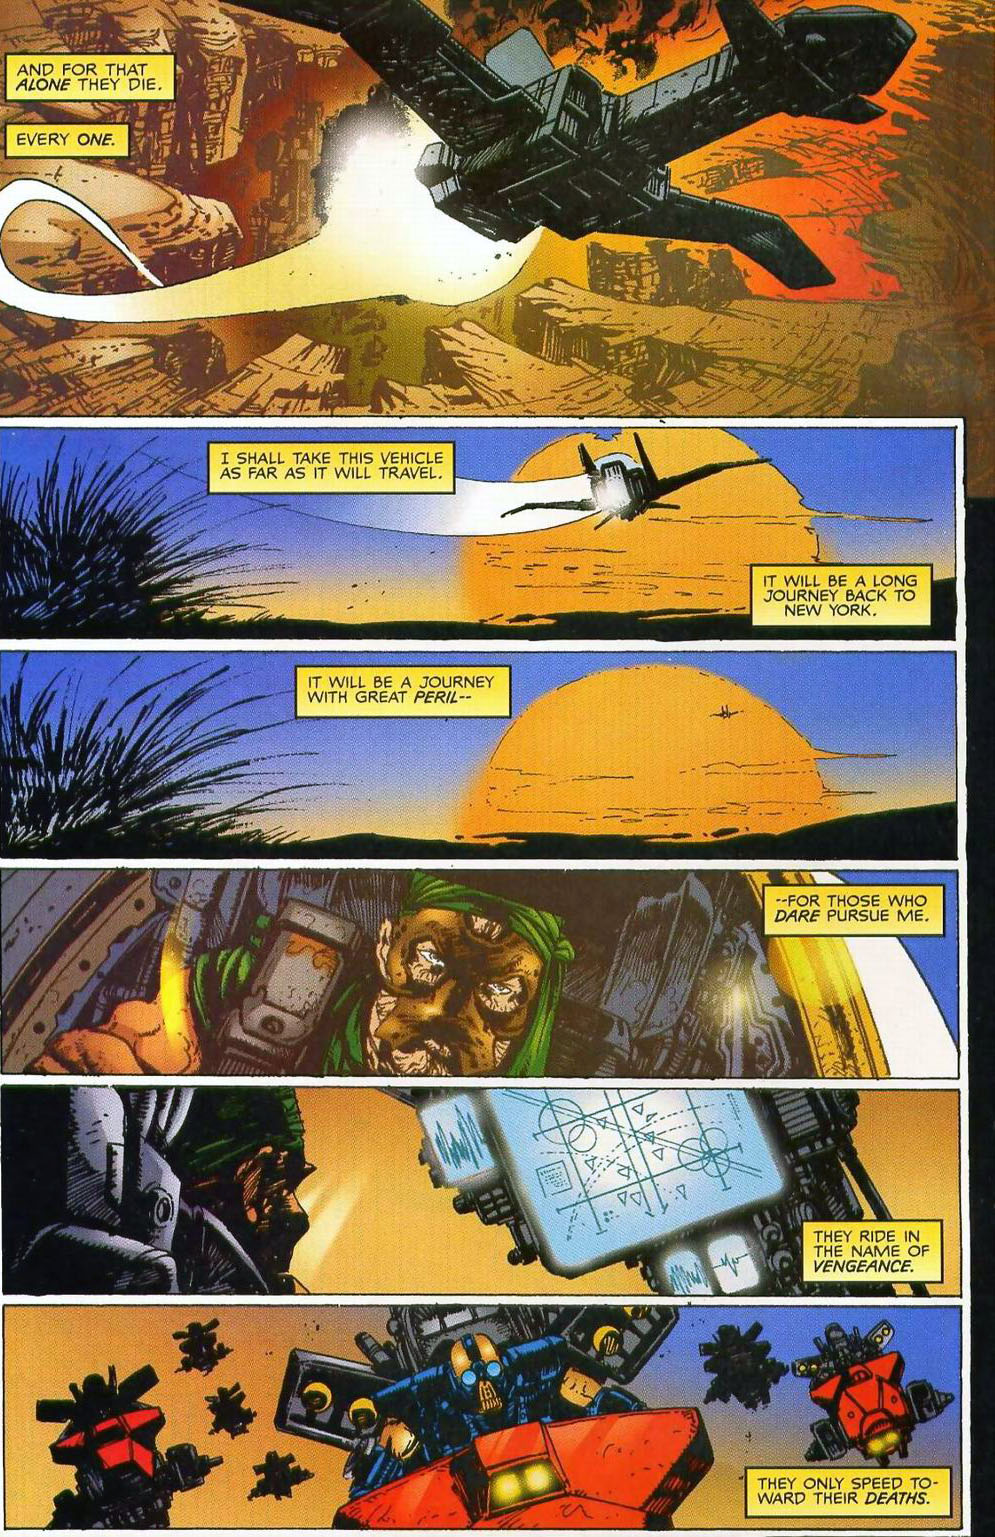 AND FOR THAT
ALONE THEY DIE.
EVERY ONE.
I SHALL TAKE THIS VEHICLE
AS FAR AS IT WILL TRAVEL.
IT WILL BE A LONG
JOURNEY BACK TO
NEW YORK.
IT WILL BE A JOURNEY
WITH GREAT PERIL--
--FOR THOSE WHO
DARE PURSUE ME.
THEY RIDE IN
THE NAME OF
VENGEANCE.
THEY ONLY SPEED TO-
WARD THEIR DEATHS.